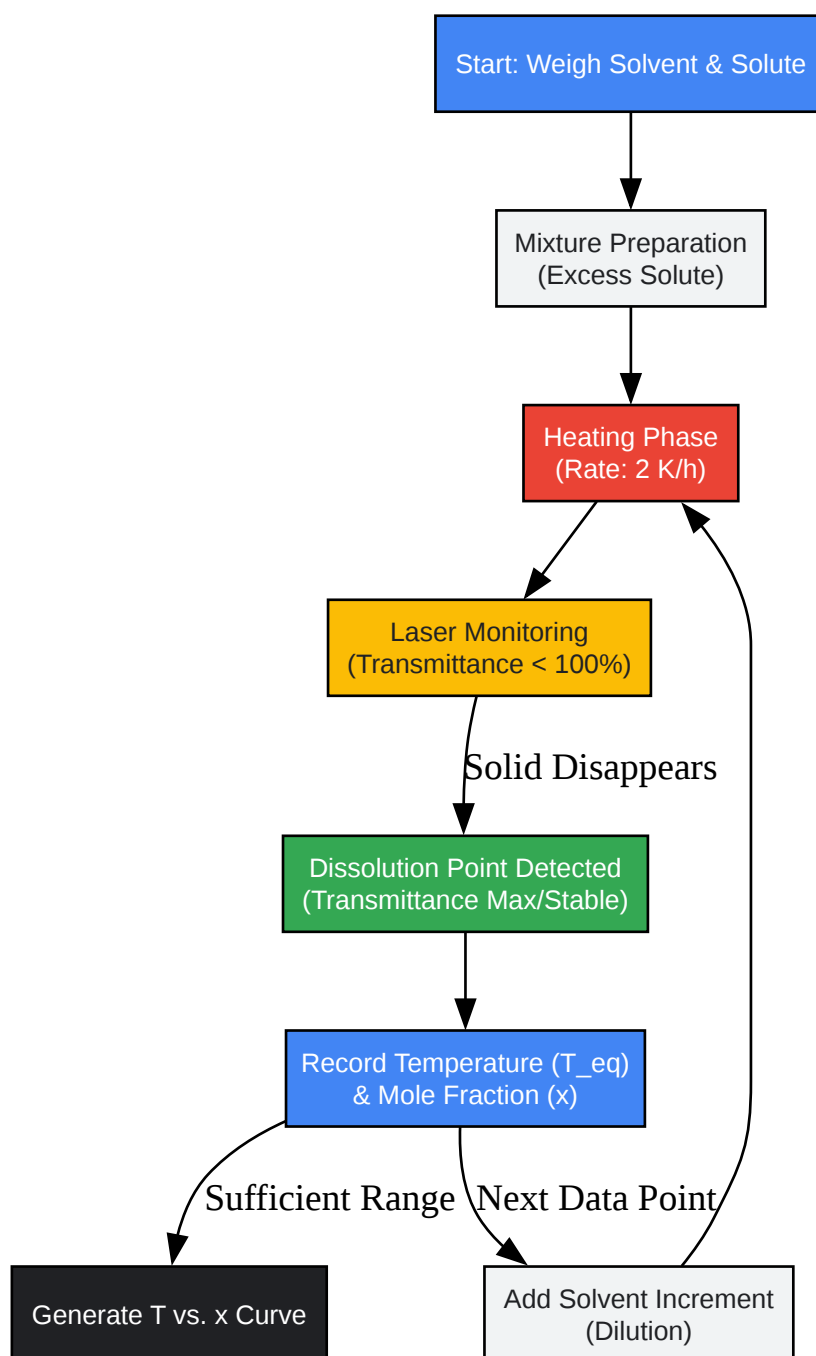 Start: Weigh Solvent & Solute
Mixture Preparation
(Excess Solute)
Heating Phase
(Rate: 2 K/h)
Laser Monitoring
(Transmittance < 100%)
Solid Disappears
Dissolution Point Detected
(Transmittance Max/Stable)
Record Temperature (T_eq)
& Mole Fraction (x)
Sufficient Range
Next Data Point
Generate T vs. x Curve
Add Solvent Increment
(Dilution)